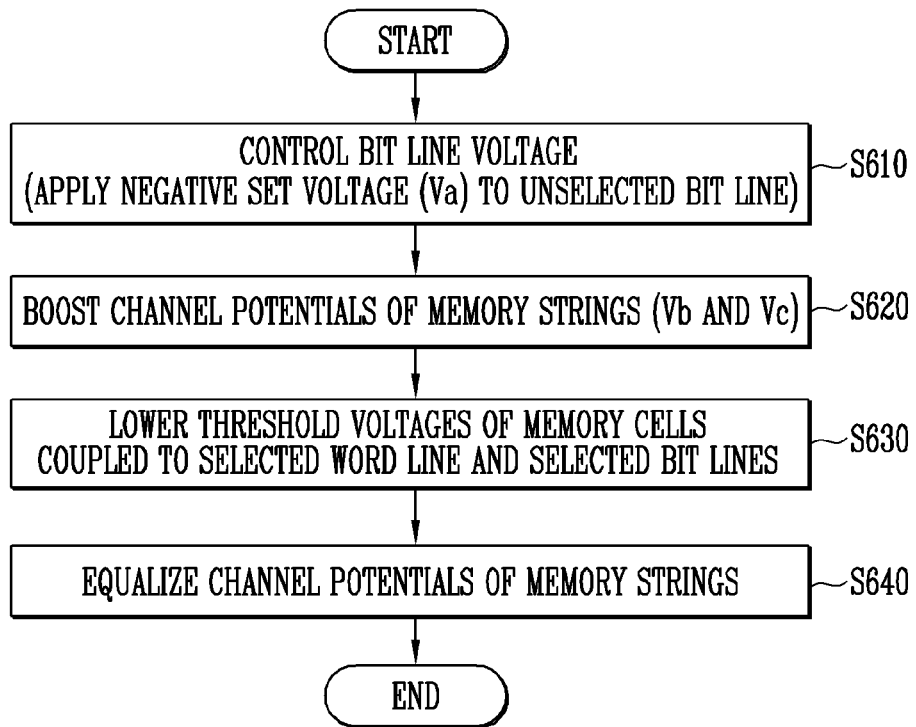 START
CONTROL BIT LINE VOLTAGE
(APPLY NEGATIVE SET VOLTAGE (Va) TO UNSELECTED BIT LINE)
S610
BOOST CHANNEL POTENTIALS OF MEMORY STRINGS (Vb AND Vc)
S620
LOWER THRESHOLD VOLTAGES OF MEMORY CELLS
COUPLED TO SELECTED WORD LINE AND SELECTED BIT LINES
S630
EQUALIZE CHANNEL POTENTIALS OF MEMORY STRINGS
S640
END